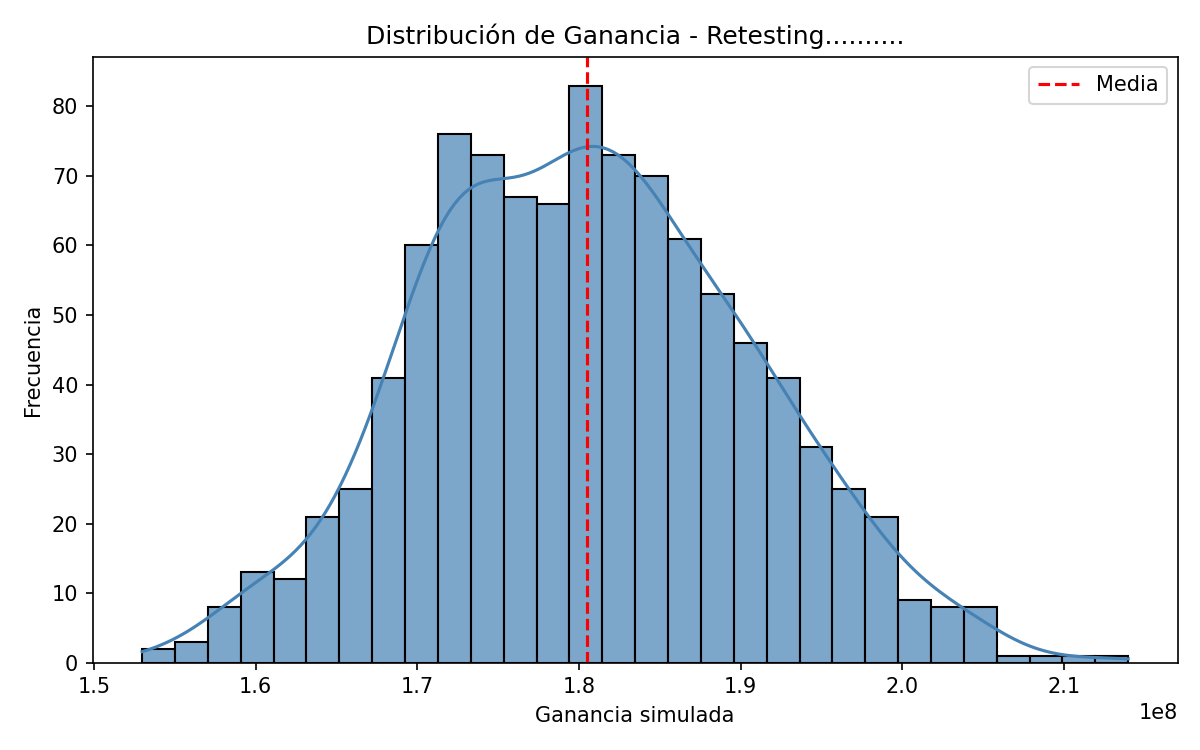 Distribución de Ganancia - Retesting..........
Media
Frecuencia
80
70
60
50
40
30
20
10
0
1.5 1.6 1.7 1.8 1.9 2.0 2.1
1e8
Ganancia simulada